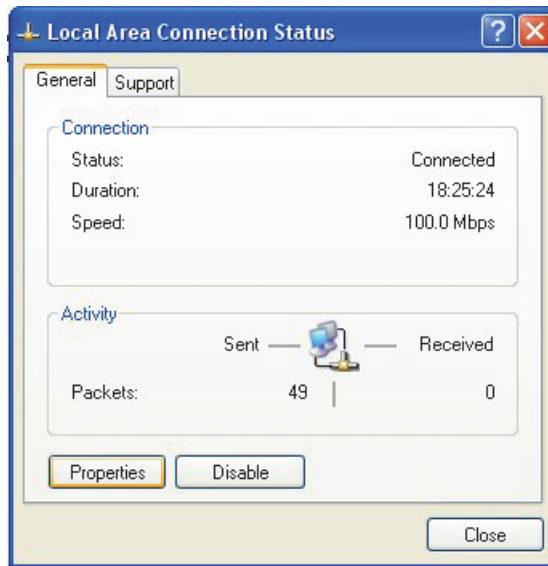 Local Area Connection Status
General Support
Connection
Status: Connected
Duration: 18:25:24
Speed: 100.0 Mbps
Activity
Sent Received
Packets: 49 0
Properties Disable
Close